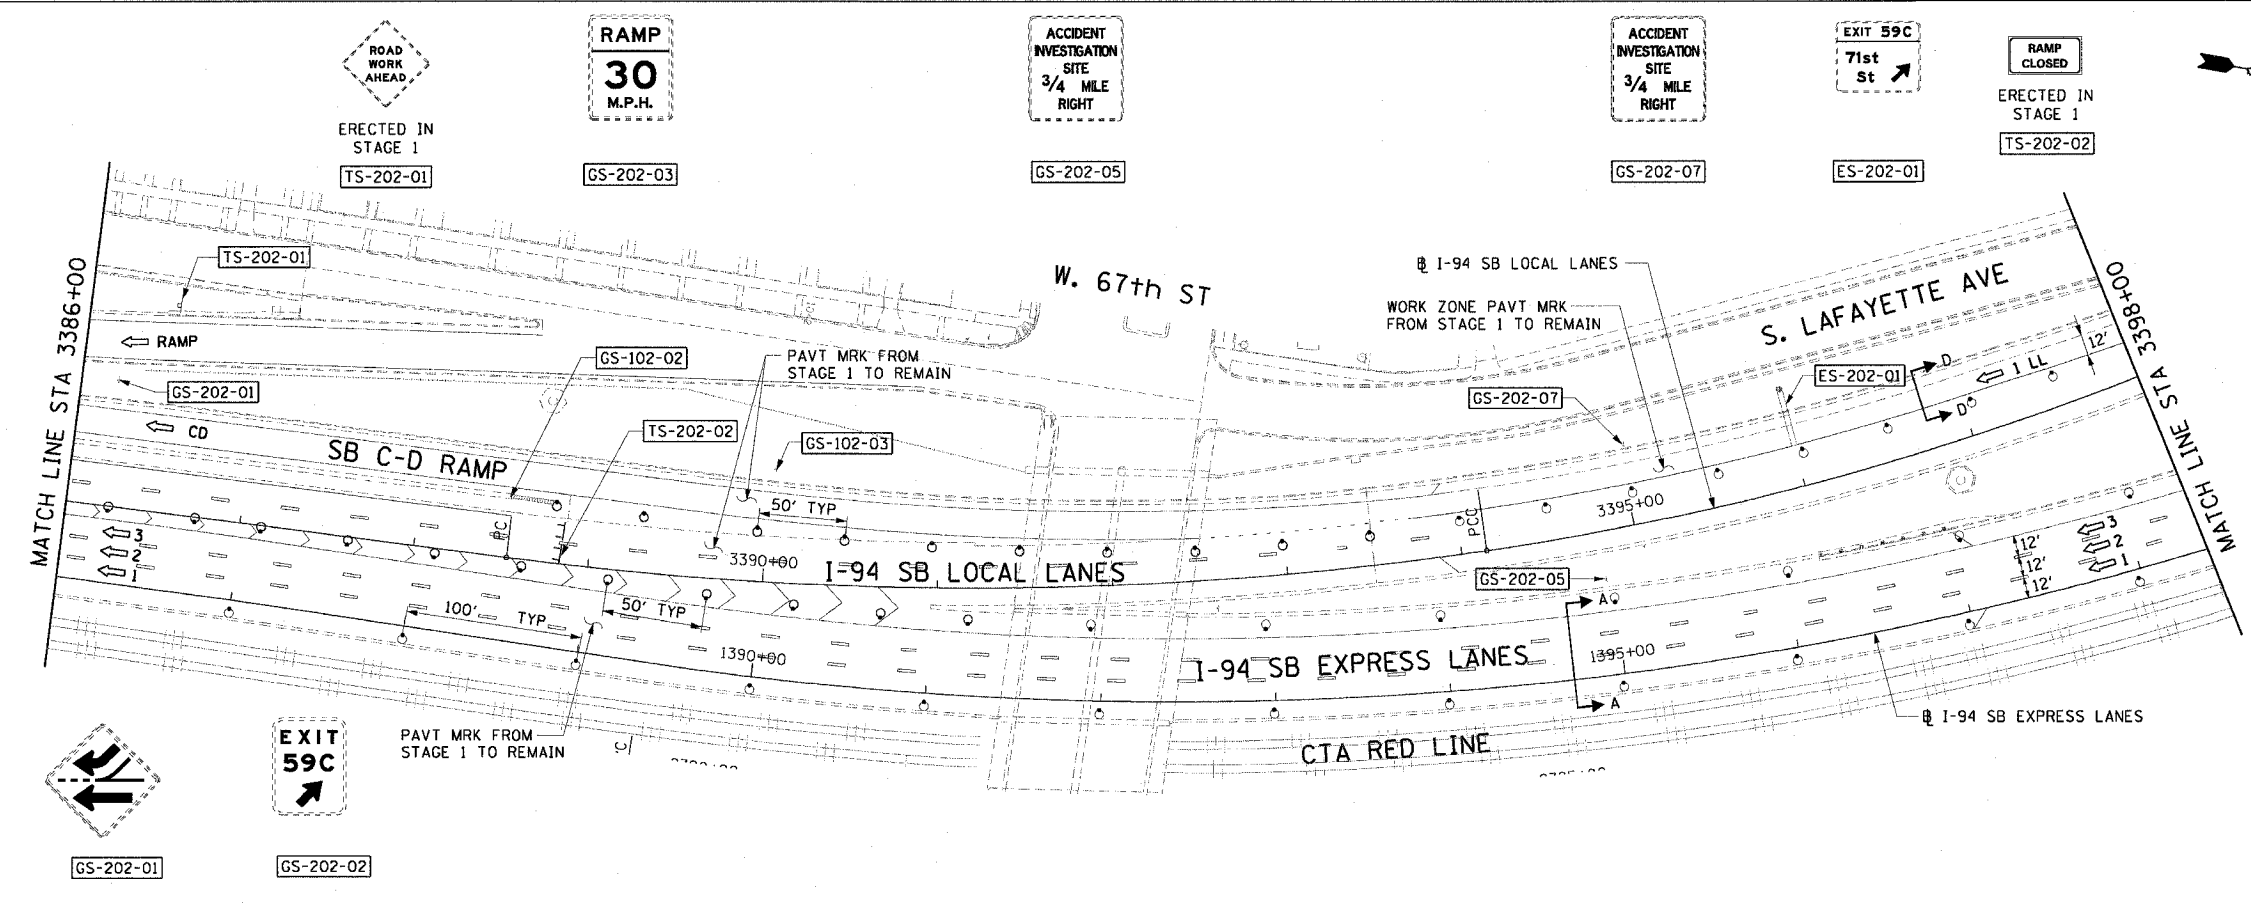 ROAD
WORK
AHEAD
ERECTED IN
STAGE 1
TS-202-01
RAMP
30
M.P.H.
GS-202-03
ACCIDENT
INVESTIGATION
SITE
3/4 MILE
RIGHT
GS-202-05
ACCIDENT
INVESTIGATION
SITE
3/4 MILE
RIGHT
GS-202-07
EXIT 59C
71st
St
ES-202-01
RAMP
CLOSED
ERECTED IN
STAGE 1
TS-202-02
MATCH LINE STA 3386+00
TS-202-01
RAMP
GS-202-01
CD
SB C-D RAMP
GS-102-02
TS-202-02
PAVT MRK FROM
STAGE 1 TO REMAIN
GS-102-03
W. 67th ST
I-94 SB LOCAL LANES
WORK ZONE PAVT MRK
FROM STAGE 1 TO REMAIN
S. LAFAYETTE AVE
GS-202-07
ES-202-01
D
D
1 LL
12'
MATCH LINE STA 3398+00
50' TYP
PC
3390+00
I-94 SB LOCAL LANES
PCC
3395+00
3
2
1
100' TYP
50' TYP
1390+00
I-94 SB EXPRESS LANES
GS-202-05
A
A
1395+00
12'
12'
12'
3
2
1
I-94 SB EXPRESS LANES
CTA RED LINE
PAVT MRK FROM
STAGE 1 TO REMAIN
GS-202-01
EXIT
59C
GS-202-02